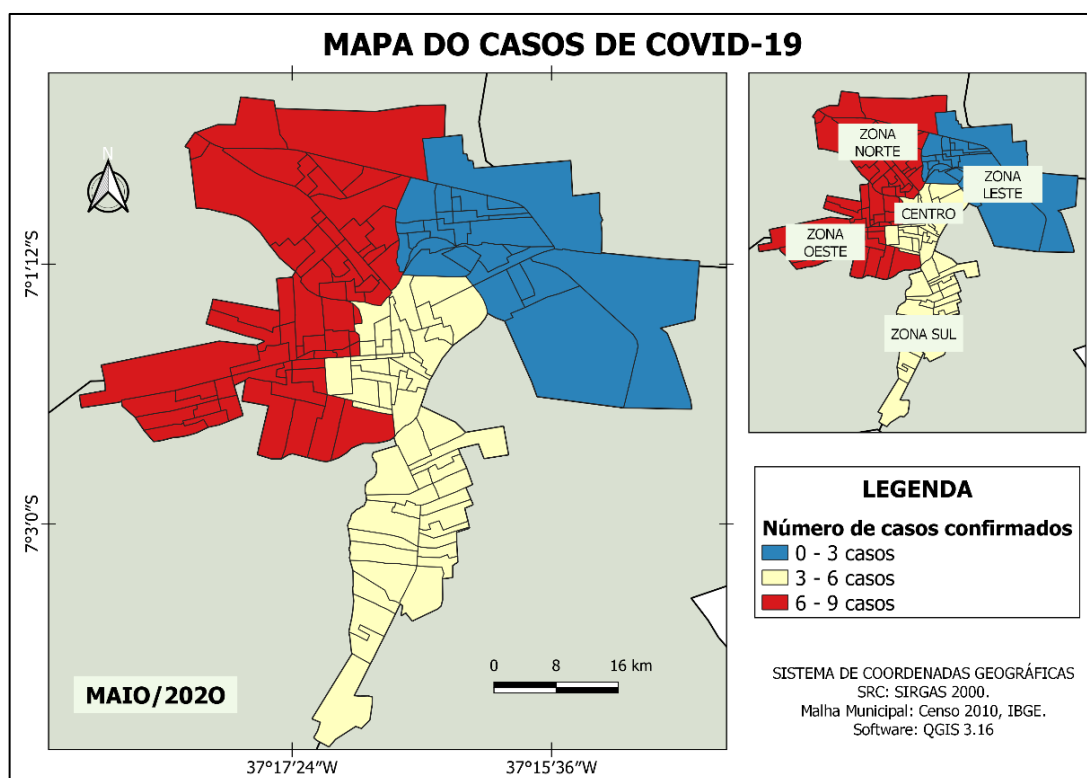 MAPA DO CASOS DE COVID-19
N
7°1'12"S
7°3'0"S
37°17'24"W
37°15'36"W
0 8 16 km
MAIO/202O
ZONA
NORTE
ZONA
LESTE
CENTRO
ZONA
OESTE
ZONA SUL
LEGENDA
Número de casos confirmados
0 - 3 casos
3 - 6 casos
6 - 9 casos
SISTEMA DE COORDENADAS GEOGRÁFICAS
SRC: SIRGAS 2000.
Malha Municipal: Censo 2010, IBGE.
Software: QGIS 3.16